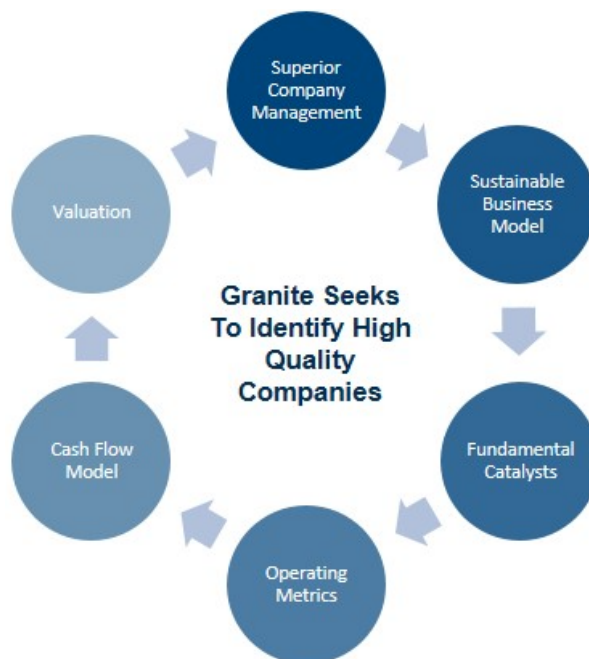 Superior
Company
Management
Sustainable
Business
Model
Fundamental
Catalysts
Operating
Metrics
Cash Flow
Model
Valuation
Granite Seeks
To Identify High
Quality
Companies